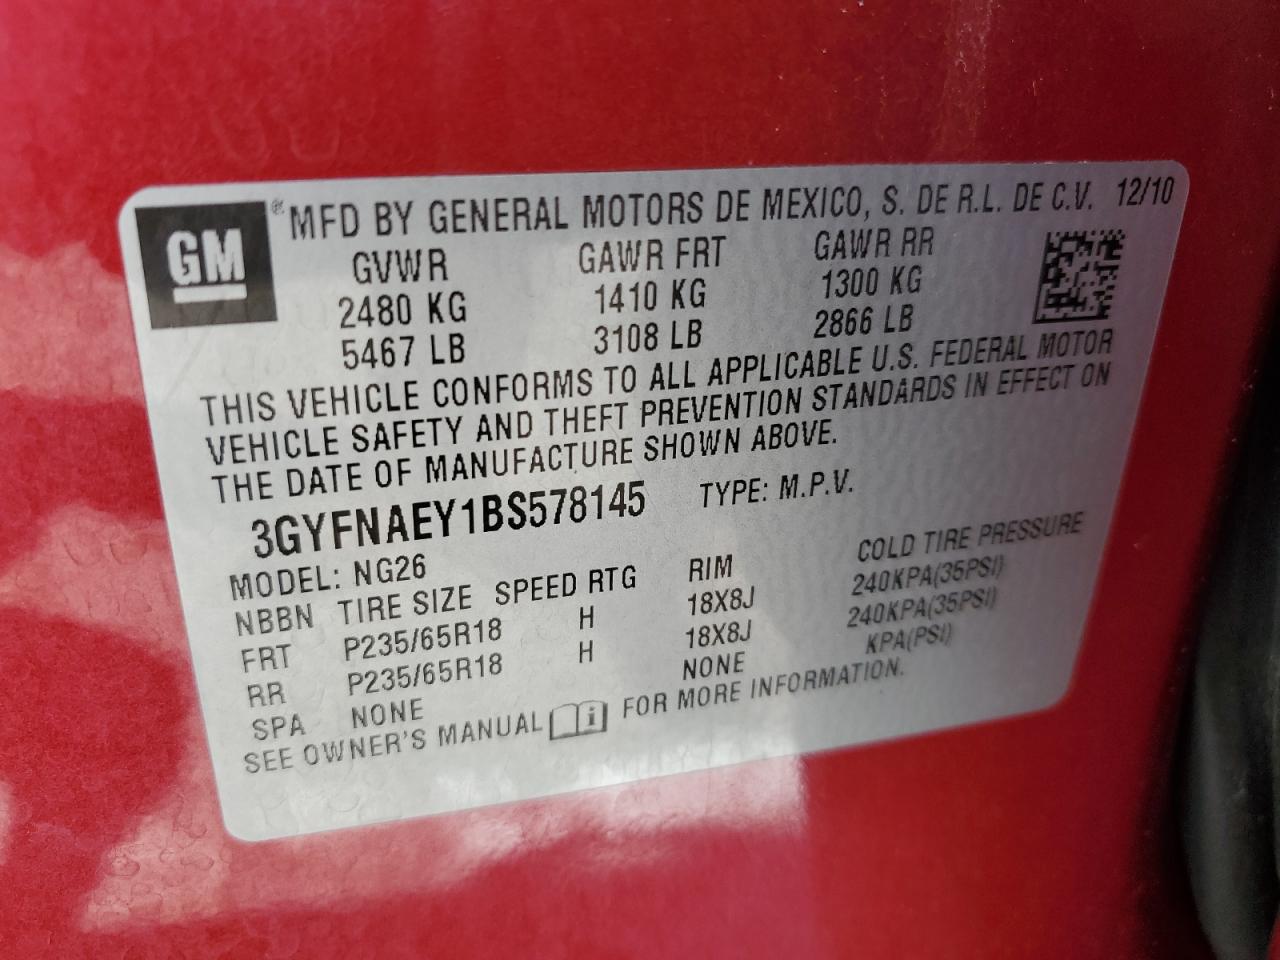 GM ® MFD BY GENERAL MOTORS DE MEXICO, S. DE R.L. DE C.V. 12/10
GVWR GAWR FRT GAWR RR
2480 KG 1410 KG 1300 KG
5467 LB 3108 LB 2866 LB
THIS VEHICLE CONFORMS TO ALL APPLICABLE U.S. FEDERAL MOTOR
VEHICLE SAFETY AND THEFT PREVENTION STANDARDS IN EFFECT ON
THE DATE OF MANUFACTURE SHOWN ABOVE.
3GYFNAEY1BS578145 TYPE: M.P.V.
MODEL: NG26
NBBN TIRE SIZE SPEED RTG RIM COLD TIRE PRESSURE
FRT P235/65R18 H 18X8J 240KPA(35PSI)
RR P235/65R18 H 18X8J 240KPA(35PSI)
SPA NONE NONE KPA(PSI)
SEE OWNER'S MANUAL i FOR MORE INFORMATION.